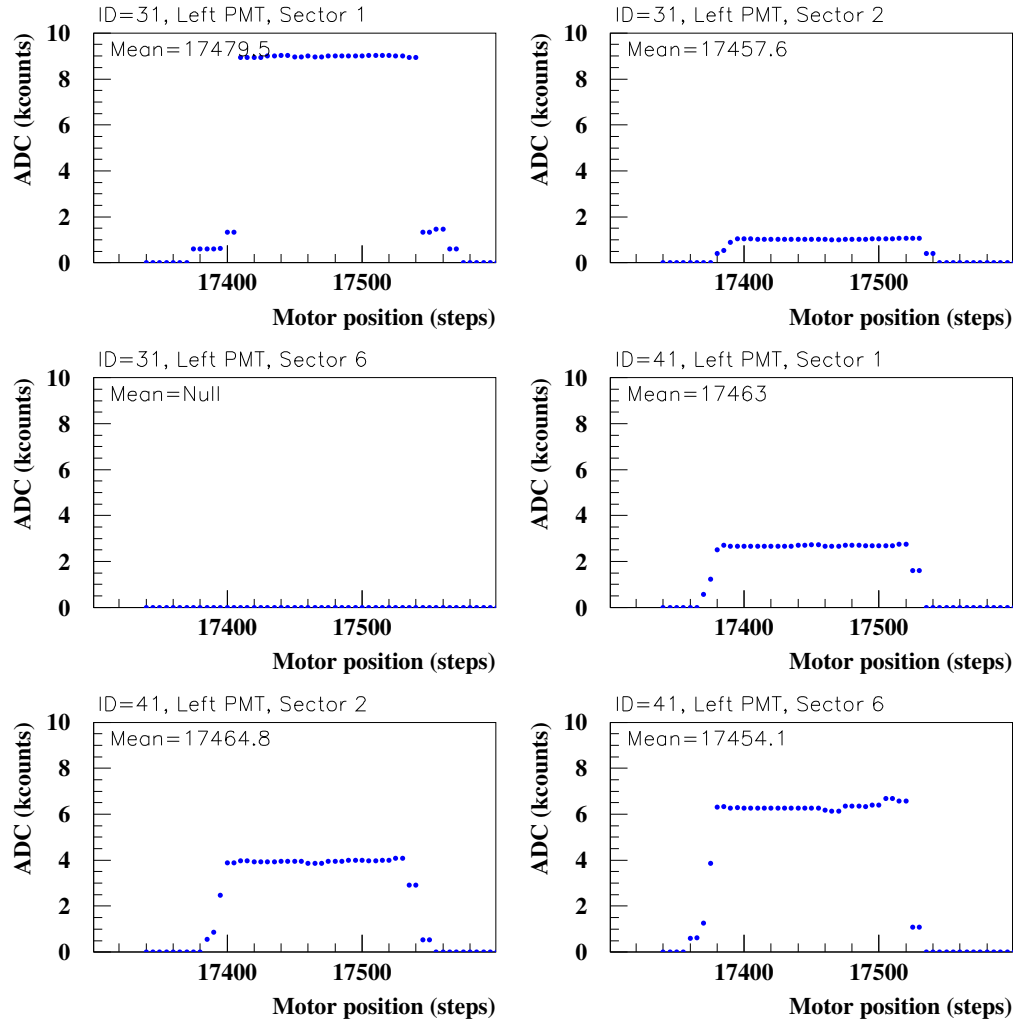 ID=31, Left PMT, Sector 1
Mean=17479.5
ADC (kcounts)
10
8
6
4
2
0
17400
17500
Motor position (steps)
ID=31, Left PMT, Sector 2
Mean=17457.6
ADC (kcounts)
10
8
6
4
2
0
17400
17500
Motor position (steps)
ID=31, Left PMT, Sector 6
Mean=Null
ADC (kcounts)
10
8
6
4
2
0
17400
17500
Motor position (steps)
ID=41, Left PMT, Sector 1
Mean=17463
ADC (kcounts)
10
8
6
4
2
0
17400
17500
Motor position (steps)
ID=41, Left PMT, Sector 2
Mean=17464.8
ADC (kcounts)
10
8
6
4
2
0
17400
17500
Motor position (steps)
ID=41, Left PMT, Sector 6
Mean=17454.1
ADC (kcounts)
10
8
6
4
2
0
17400
17500
Motor position (steps)